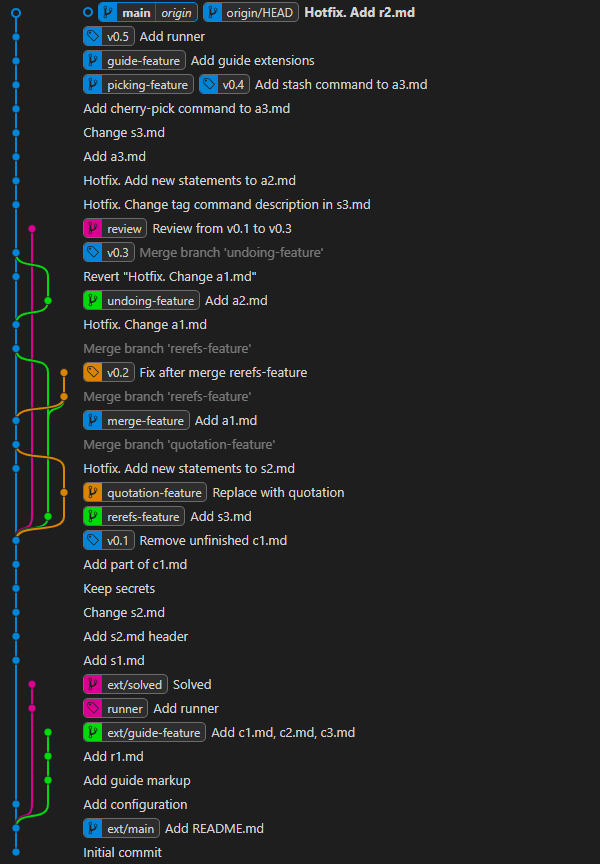 main origin origin/HEAD Hotfix. Add r2.md
v0.5 Add runner
guide-feature Add guide extensions
picking-feature v0.4 Add stash command to a3.md
Add cherry-pick command to a3.md
Change s3.md
Add a3.md
Hotfix. Add new statements to a2.md
Hotfix. Change tag command description in s3.md
review Review from v0.1 to v0.3
v0.3 Merge branch 'undoing-feature'
Revert "Hotfix. Change a1.md"
undoing-feature Add a2.md
Hotfix. Change a1.md
Merge branch 'rerefs-feature'
v0.2 Fix after merge rerefs-feature
Merge branch 'rerefs-feature'
merge-feature Add a1.md
Merge branch 'quotation-feature'
Hotfix. Add new statements to s2.md
quotation-feature Replace with quotation
rerefs-feature Add s3.md
v0.1 Remove unfinished c1.md
Add part of c1.md
Keep secrets
Change s2.md
Add s2.md header
Add s1.md
ext/solved Solved
runner Add runner
ext/guide-feature Add c1.md, c2.md, c3.md
Add r1.md
Add guide markup
Add configuration
ext/main Add README.md
Initial commit